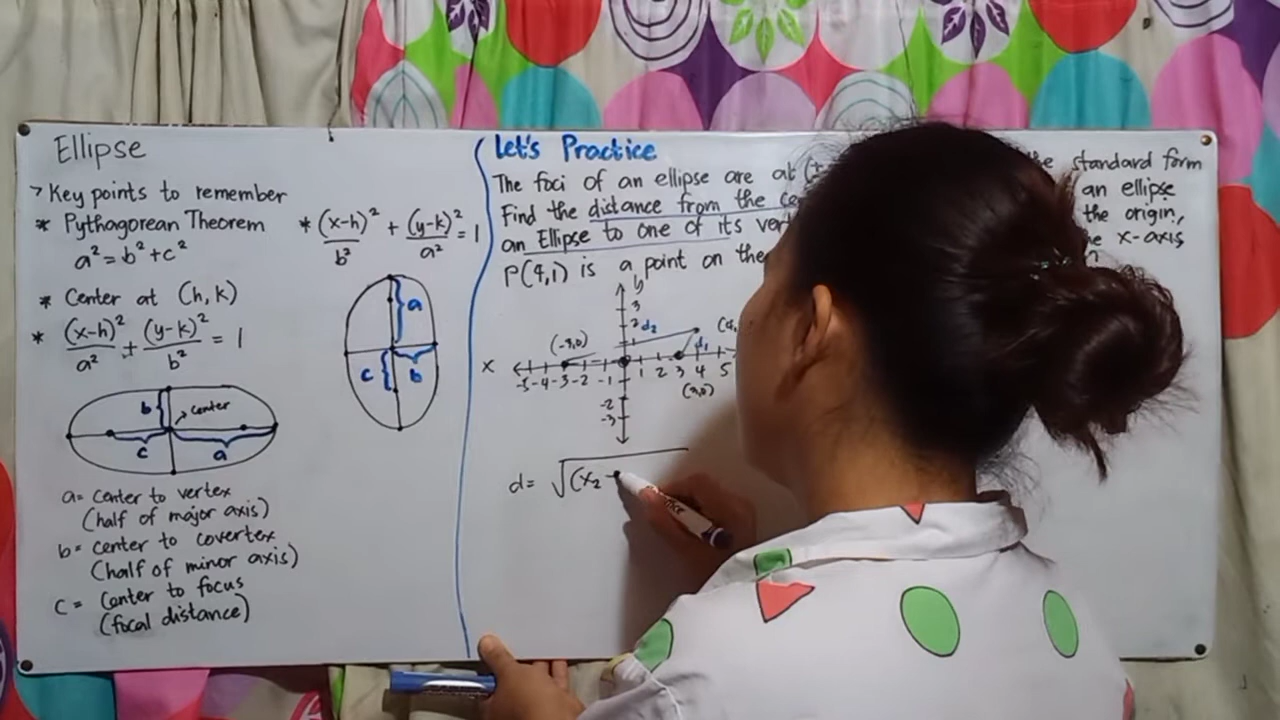 Ellipse
> Key points to remember
* Pythagorean Theorem
a² = b² + c²
* Center at (h, k)
* (x-h)²/a² + (y-k)²/b² = 1
b
center
c
a
a = Center to vertex
(half of major axis)
b = center to covertex
(half of minor axis)
c = Center to focus
(focal distance)
* (x-h)²/b² + (y-k)²/a² = 1
a
c
b
Let's Practice
The foci of an ellipse are at (±
Find the distance from the
an Ellipse to one of its
P(4,1) is a point on the
y
3
2
d₂
1
(-3,0)
d₁
x
-5 -4 -3 -2 1 2 3 4 5
(3,0)
-1
-2
-3
d = √(x₂ -
standard form
an ellipse
the origin,
x-axis